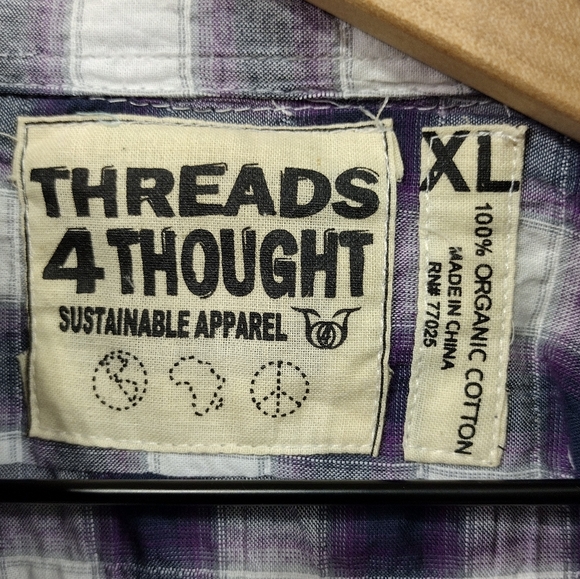 THREADS
4 THOUGHT
SUSTAINABLE APPAREL
XL
100% ORGANIC COTTON
MADE IN CHINA
RN# 77025